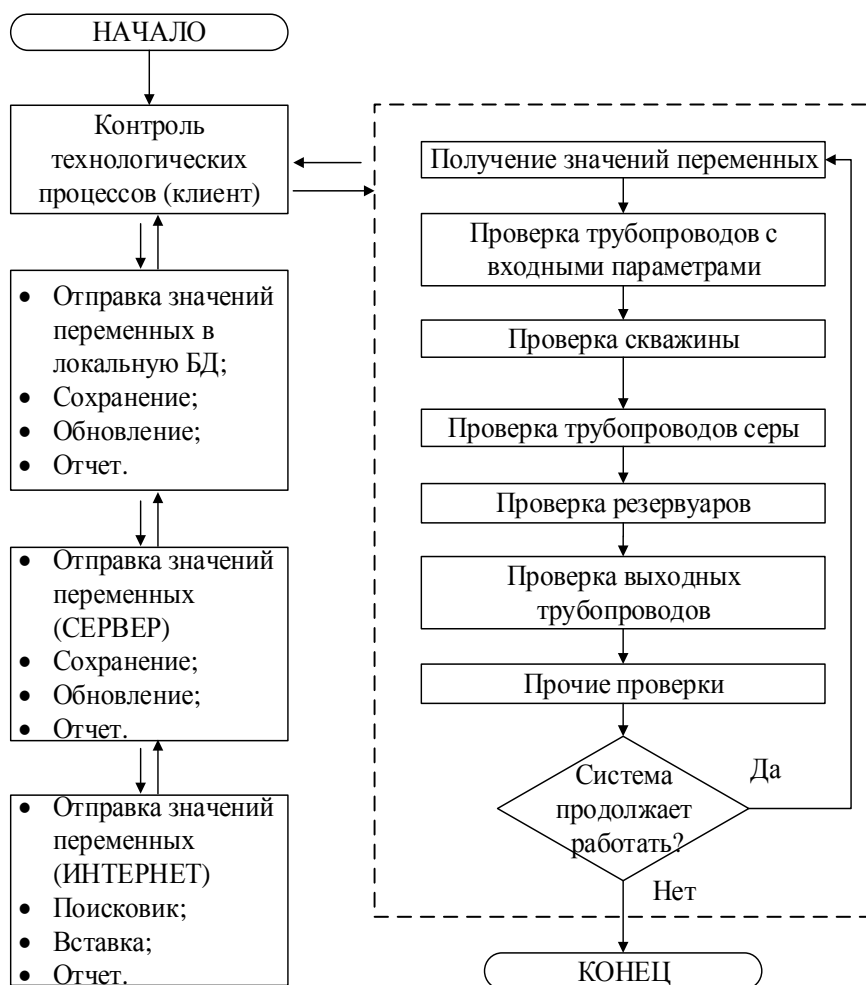 НАЧАЛО
Контроль
технологических
процессов (клиент)
• Отправка значений
переменных в
локальную БД;
• Сохранение;
• Обновление;
• Отчет.
• Отправка значений
переменных
(СЕРВЕР)
• Сохранение;
• Обновление;
• Отчет.
• Отправка значений
переменных
(ИНТЕРНЕТ)
• Поисковик;
• Вставка;
• Отчет.
Получение значений переменных
Проверка трубопроводов с
входными параметрами
Проверка скважины
Проверка трубопроводов серы
Проверка резервуаров
Проверка выходных
трубопроводов
Прочие проверки
Система
продолжает
работать?
Да
Нет
КОНЕЦ